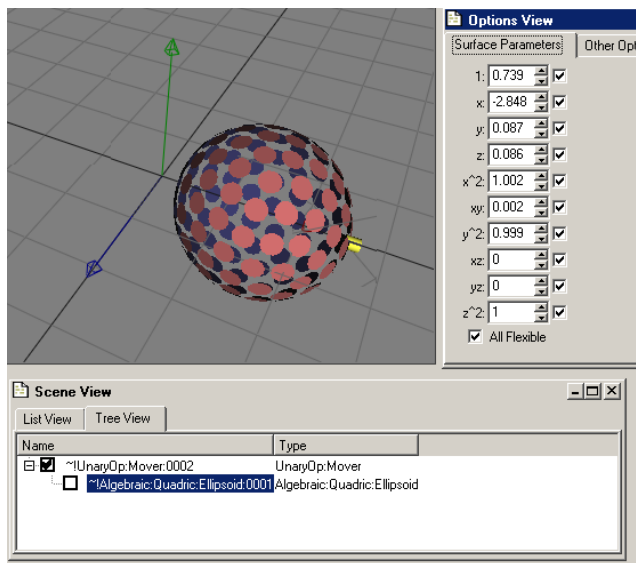 Options View
Surface Parameters Other Opt
1: 0.739
x: -2.848
y: 0.087
z: 0.086
x^2: 1.002
xy: 0.002
y^2: 0.999
xz: 0
yz: 0
z^2: 1
All Flexible
Scene View
List View Tree View
Name Type
~!UnaryOp:Mover:0002 UnaryOp:Mover
~!Algebraic:Quadric:Ellipsoid:0001 Algebraic:Quadric:Ellipsoid